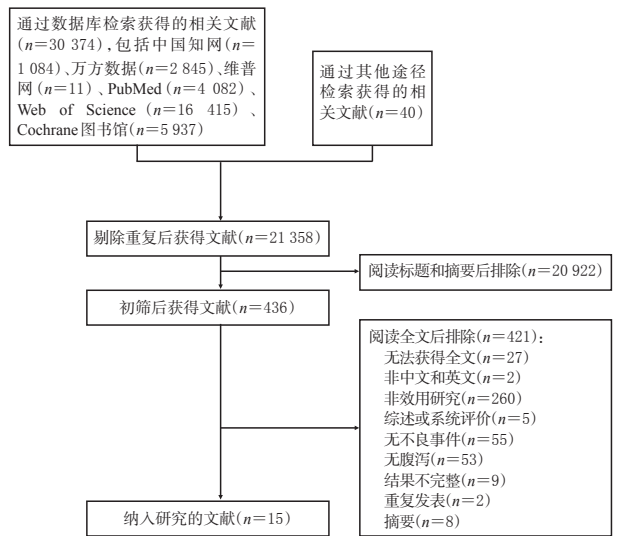 通过数据库检索获得的相关文献
(n=30 374),包括中国知网(n=
1 084)、万方数据(n=2 845)、维普
网(n=11)、PubMed(n=4 082)、
Web of Science(n=16 415)、
Cochrane图书馆(n=5 937)
通过其他途径
检索获得的相
关文献(n=40)
剔除重复后获得文献(n=21 358)
阅读标题和摘要后排除(n=20 922)
初筛后获得文献(n=436)
阅读全文后排除(n=421):
无法获得全文(n=27)
非中文和英文(n=2)
非效用研究(n=260)
综述或系统评价(n=5)
无不良事件(n=55)
无腹泻(n=53)
结果不完整(n=9)
重复发表(n=2)
摘要(n=8)
纳入研究的文献(n=15)